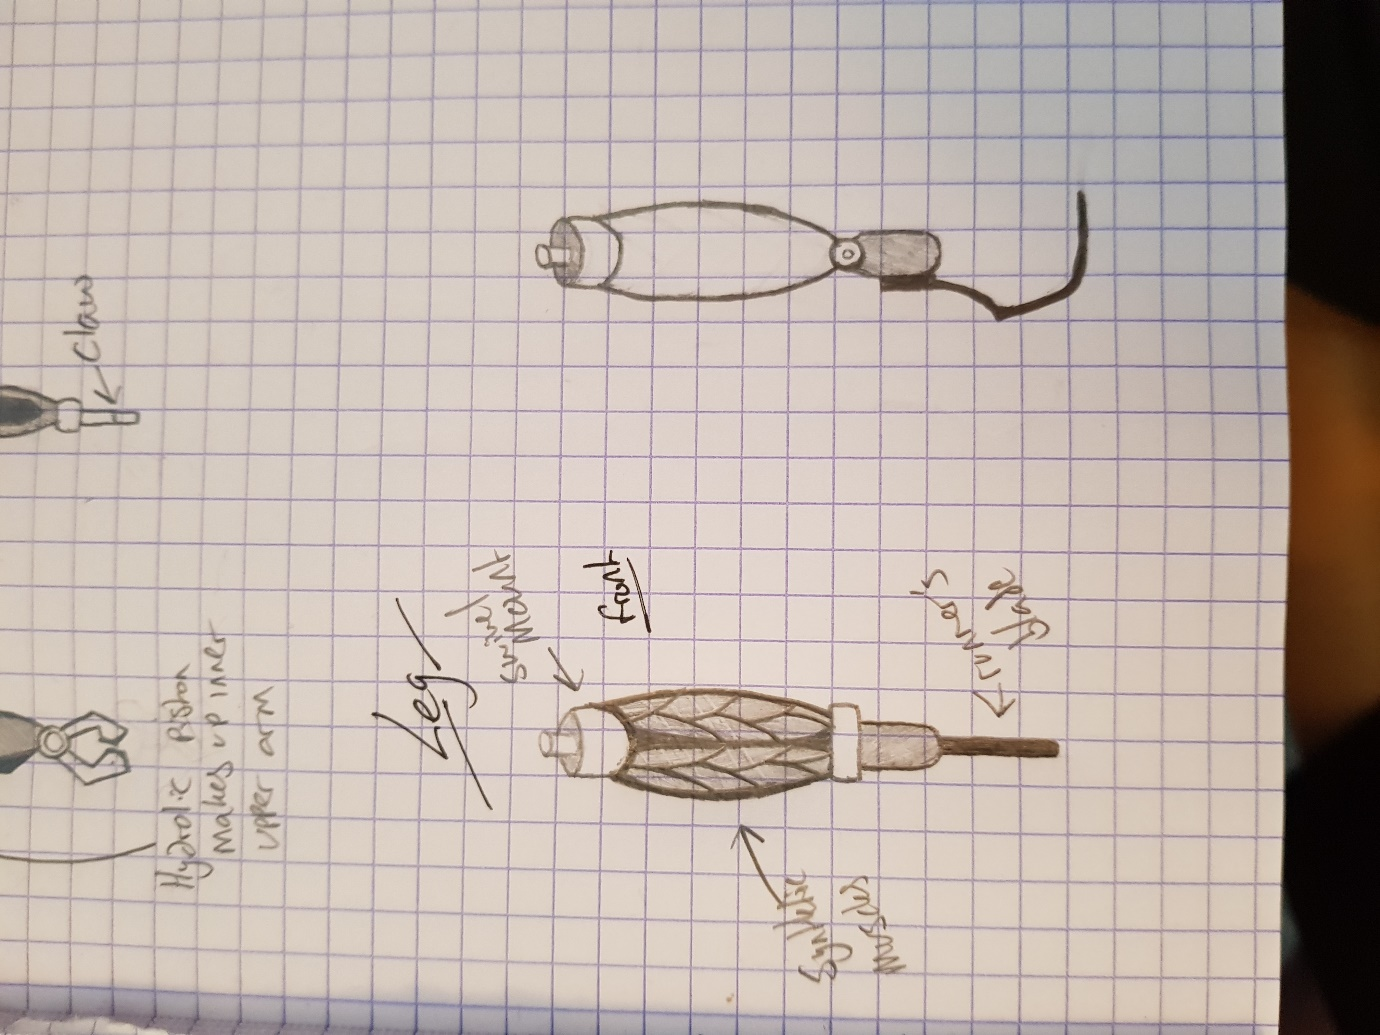 Claw
Hydrolic Piston
Makes up inner
upper arm
Leg
Swivel
Mount
front
runner's
blade
Synthetic
Muscles